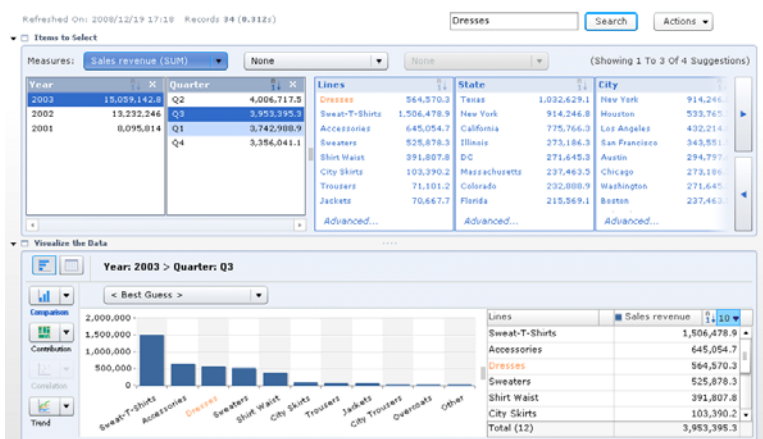 Refreshed On: 2008/12/19 17:18 Records 34 (0.312s) Dresses Search Actions
Items to Select
Measures: Sales revenue (SUM) None None (Showing 1 To 3 Of 4 Suggestions)
Year Quarter Lines State City
2003 15,059,142.8 Q2 4,006,717.5 Dresses 564,570.3 Texas 1,032,629.1 New York 914,246.
2002 13,232,246 Q3 3,953,395.3 Sweat-T-Shirts 1,506,478.9 New York 914,246.8 Houston 533,765.
2001 8,095,814 Q1 3,742,988.9 Accessories 645,054.7 California 775,766.3 Los Angeles 432,214.
Q4 3,356,041.1 Sweaters 525,878.3 Illinois 273,186.3 San Francisco 343,551.
Shirt Waist 391,807.8 DC 271,645.3 Austin 294,797.
City Skirts 103,390.2 Massachusetts 237,463.5 Chicago 273,186.
Trousers 71,101.2 Colorado 232,888.9 Washington 271,645.
Jackets 70,667.7 Florida 215,569.1 Boston 237,463.
Advanced... Advanced... Advanced...
Visualize the Data
Year: 2003 > Quarter: Q3
< Best Guess >
Comparison
Contribution
Correlation
Trend
2,000,000
1,500,000
1,000,000
500,000
0
Sweat-T-Shirts Accessories Dresses Sweaters Shirt Waist City Skirts Trousers Jackets City Trousers Overcoats Other
Lines Sales revenue 10
Sweat-T-Shirts 1,506,478.9
Accessories 645,054.7
Dresses 564,570.3
Sweaters 525,878.3
Shirt Waist 391,807.8
City Skirts 103,390.2
Total (12) 3,953,395.3